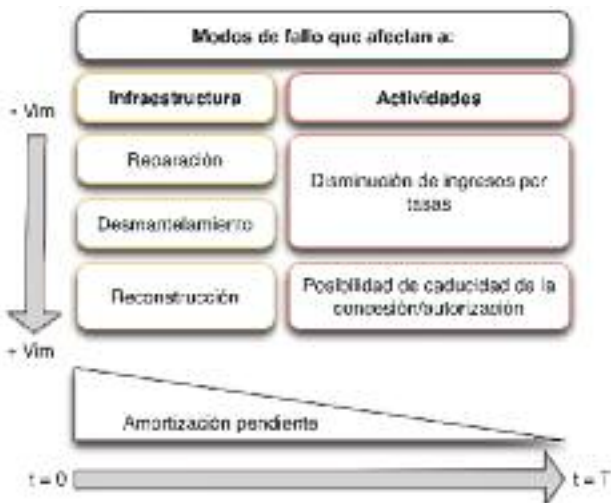 Modos de fallo que afectan a:
Infraestructura
Actividades
+ Vim
Reparación
Disminución de ingresos por
tasas
Desmantelamiento
Reconstrucción
Posibilidad de caducidad de la
concesión/autorización
+ Vim
Amortización pendiente
t = 0
t = T